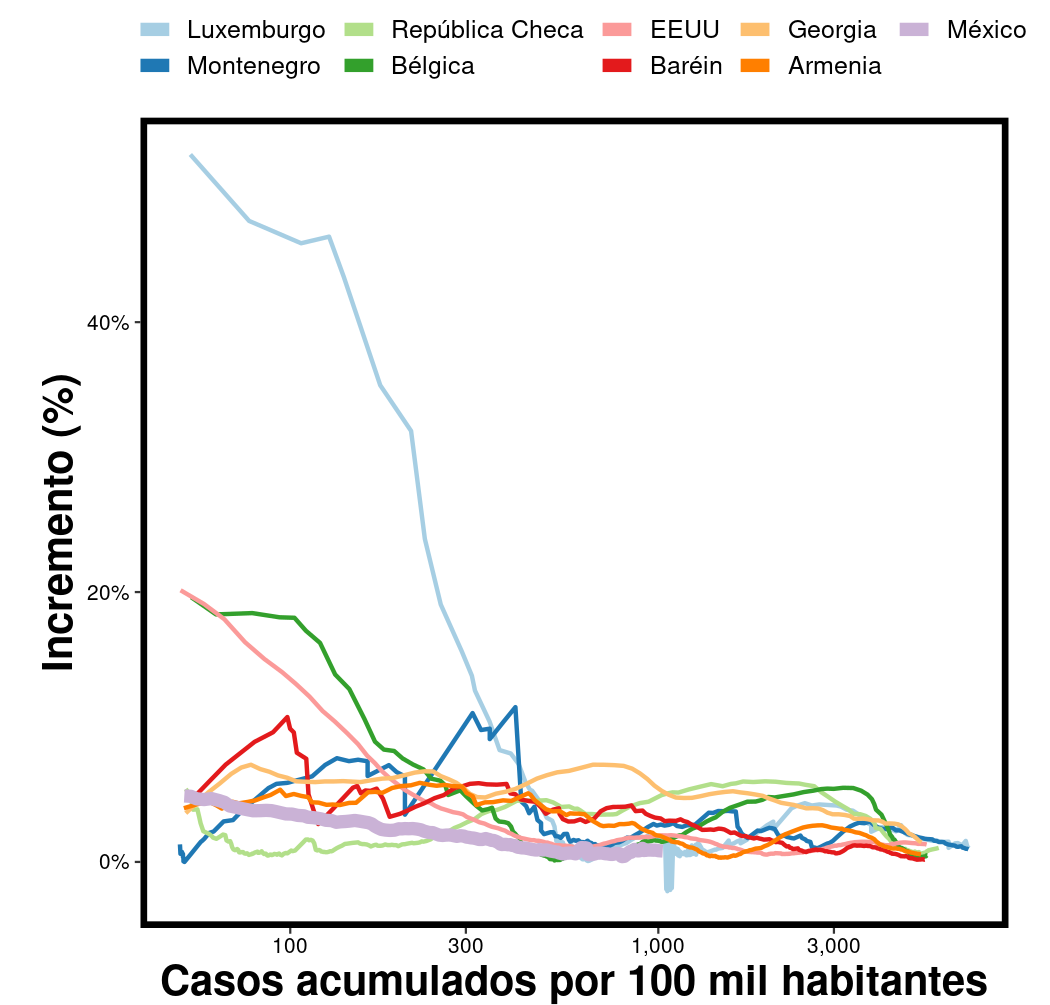 Luxemburgo República Checa EEUU Georgia México
Montenegro Bélgica Baréin Armenia
Incremento (%)
40%
20%
0%
100 300 1,000 3,000
Casos acumulados por 100 mil habitantes